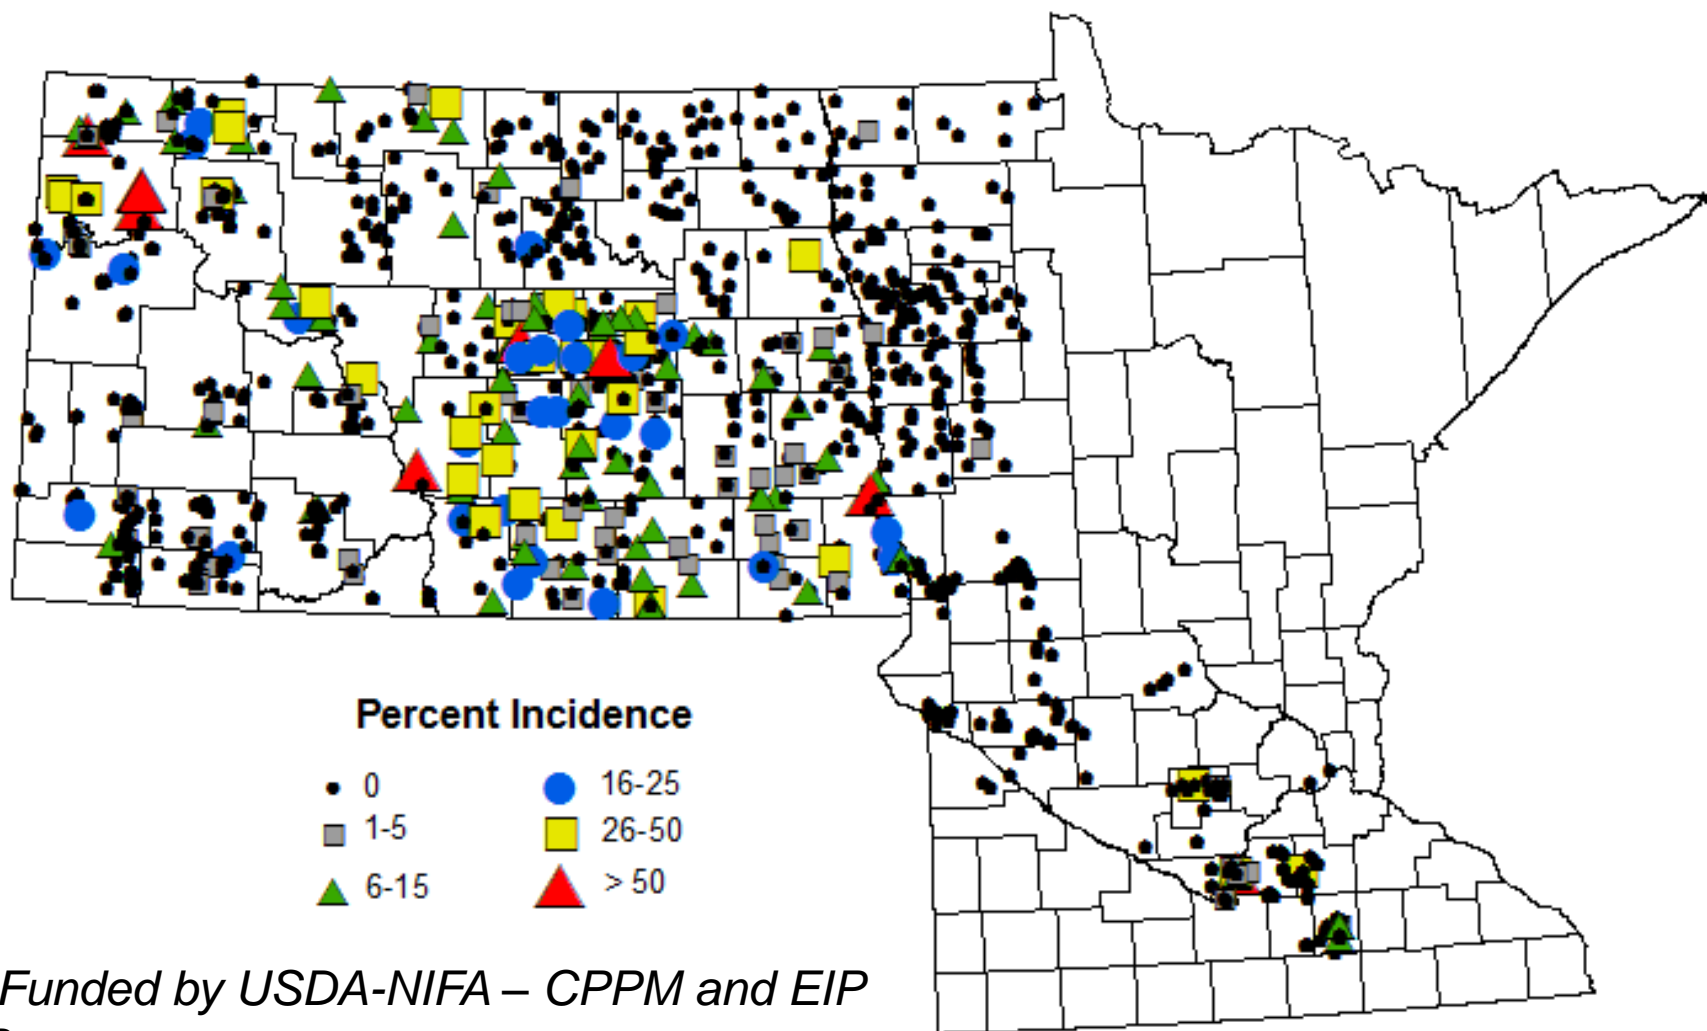 Percent Incidence
0 16-25
1-5 26-50
6-15 > 50
Funded by USDA-NIFA – CPPM and EIP